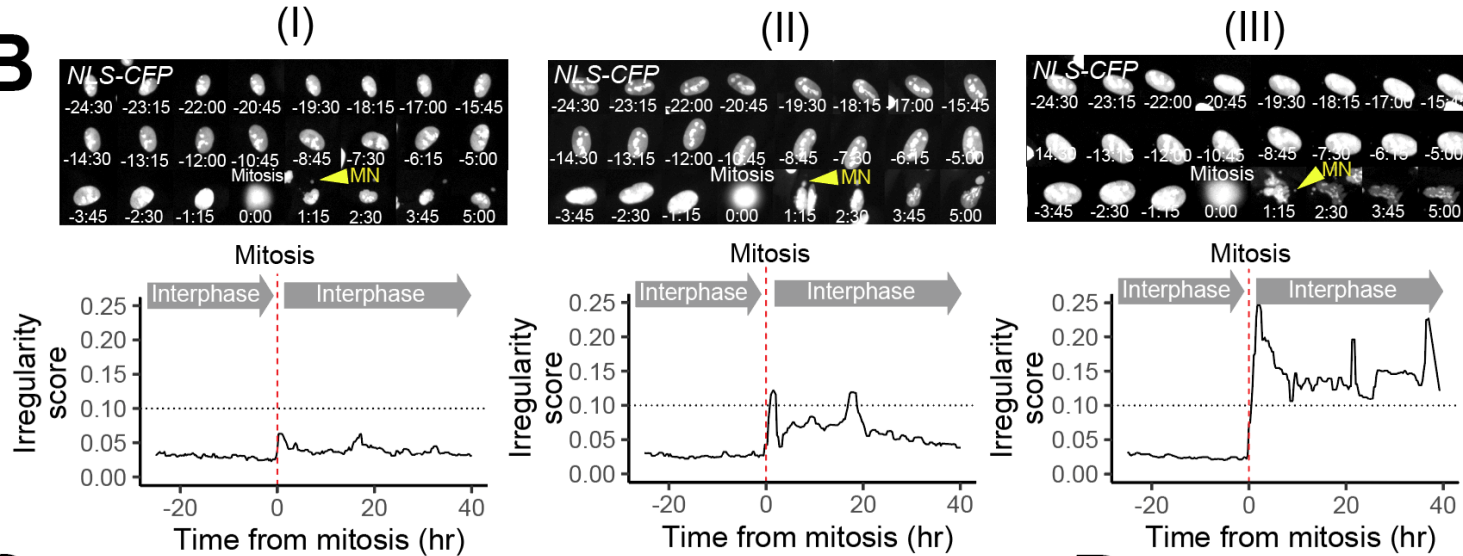 B
(I)
(II)
(III)
NLS-CFP
-24:30 -23:15 -22:00 -20:45 -19:30 -18:15 -17:00 -15:45
-14:30 -13:15 -12:00 -10:45 -8:45 -7:30 -6:15 -5:00
Mitosis MN
-3:45 -2:30 -1:15 0:00 1:15 2:30 3:45 5:00
NLS-CFP
-24:30 -23:15 -22:00 -20:45 -19:30 -18:15 -17:00 -15:45
-14:30 -13:15 -12:00 -10:45 -8:45 -7:30 -6:15 -5:00
Mitosis MN
-3:45 -2:30 -1:15 0:00 1:15 2:30 3:45 5:00
NLS-CFP
-24:30 -23:15 -22:00 -20:45 -19:30 -18:15 -17:00
-14:30 -13:15 -12:00 -10:45 -8:45 -7:30 -6:15 -5:00
Mitosis MN
-3:45 -2:30 -1:15 0:00 1:15 2:30 3:45 5:00
Mitosis
Interphase Interphase
Irregularity
score
0.25
0.20
0.15
0.10
0.05
0.00
-20 0 20 40
Time from mitosis (hr)
Mitosis
Interphase Interphase
Irregularity
score
0.25
0.20
0.15
0.10
0.05
0.00
-20 0 20 40
Time from mitosis (hr)
Mitosis
Interphase Interphase
Irregularity
score
0.25
0.20
0.15
0.10
0.05
0.00
-20 0 20 40
Time from mitosis (hr)